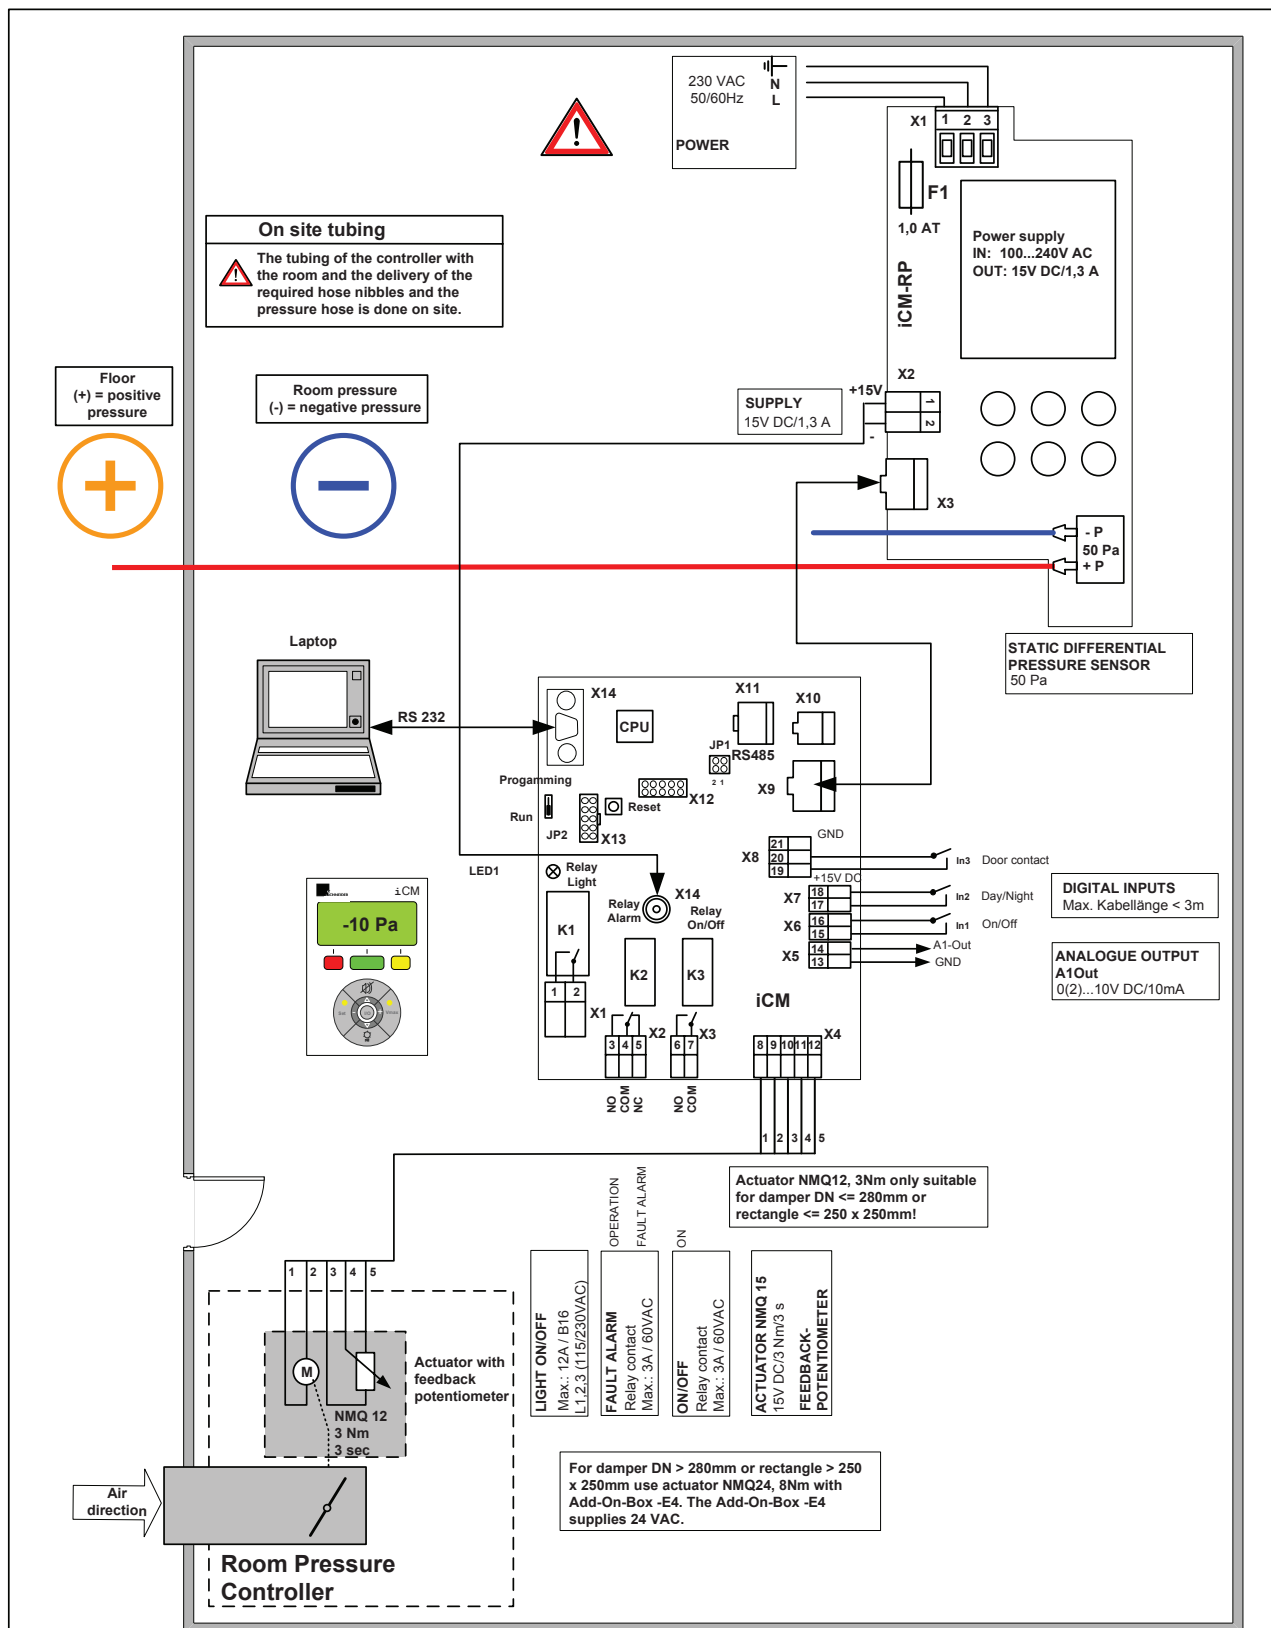 230 VAC
50/60Hz
N
L
POWER
X1
1 2 3
F1
1,0 AT
Power supply
IN: 100...240V AC
OUT: 15V DC/1,3 A
iCM-RP
On site tubing
The tubing of the controller with
the room and the delivery of the
required hose nibbles and the
pressure hose is done on site.
Floor
(+) = positive
pressure
Room pressure
(-) = negative pressure
SUPPLY
15V DC/1,3 A
+15V
-
X2
1
2
X3
- P
50 Pa
+ P
STATIC DIFFERENTIAL
PRESSURE SENSOR
50 Pa
Laptop
RS 232
X14
CPU
X11
RS485
X10
JP1
2 1
X9
Progamming
Run
JP2
X13
Reset
X12
LED1
Relay
Light
Relay
Alarm
X14
Relay
On/Off
K1
K2
K3
iCM
X8
21
20
19
GND
In3 Door contact
+15V DC
X7
18
17
In2 Day/Night
X6
16
15
In1 On/Off
X5
14
13
A1-Out
GND
DIGITAL INPUTS
Max. Kabellänge < 3m
ANALOGUE OUTPUT
A1Out
0(2)...10V DC/10mA
iCM
-10 Pa
1 2
X1
3 4 5
X2
6 7
X3
8 9 10 11 12
X4
NO
COM
NC
NO
COM
1 2 3 4 5
Actuator NMQ12, 3Nm only suitable
for damper DN <= 280mm or
rectangle <= 250 x 250mm!
OPERATION
FAULT ALARM
ON
LIGHT ON/OFF
Max.: 12A / B16
L1,2,3 (115/230VAC)
FAULT ALARM
Relay contact
Max.: 3A / 60VAC
ON/OFF
Relay contact
Max.: 3A / 60VAC
ACTUATOR NMQ 15
15V DC/3 Nm/3 s
FEEDBACK-
POTENTIOMETER
1 2 3 4 5
M
NMQ 12
3 Nm
3 sec
Actuator with
feedback
potentiometer
Air
direction
Room Pressure
Controller
For damper DN > 280mm or rectangle > 250
x 250mm use actuator NMQ24, 8Nm with
Add-On-Box -E4. The Add-On-Box -E4
supplies 24 VAC.